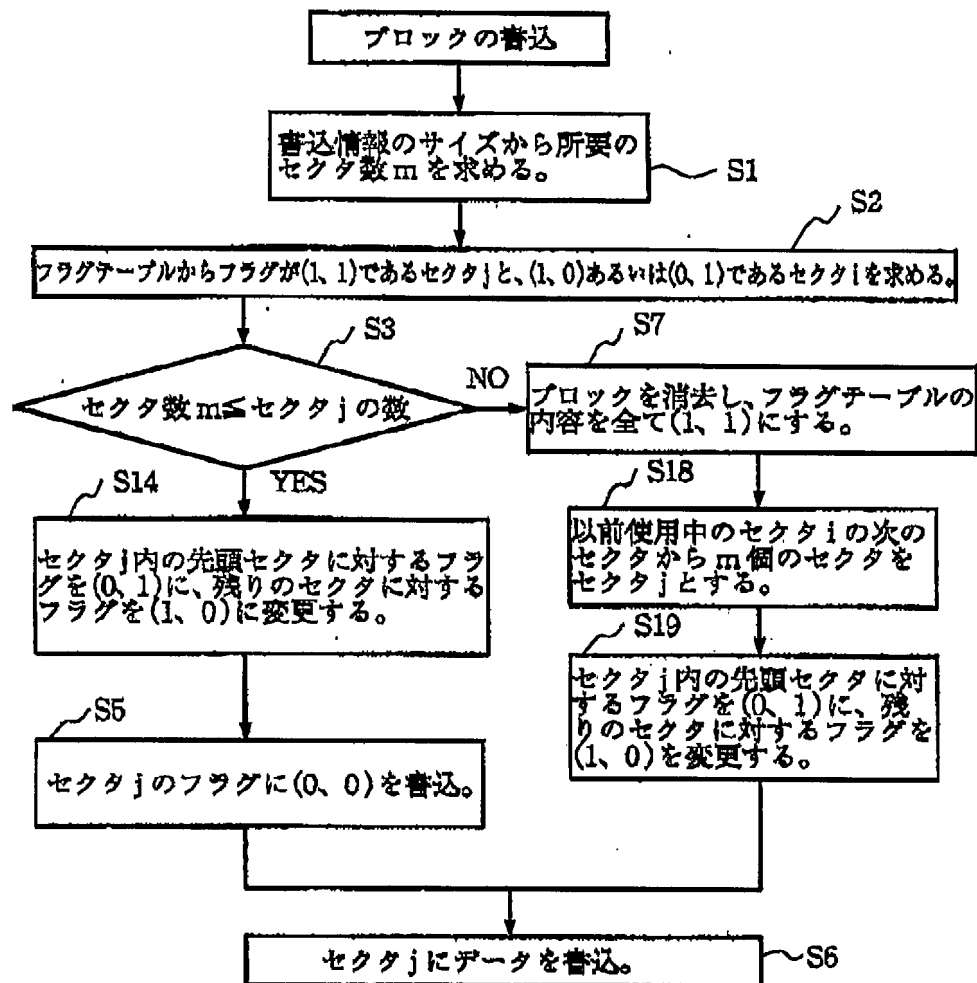 ブロックの書込
書込情報のサイズから所要の
セクタ数mを求める。
S1
S2
フラグテーブルからフラグが(1、1)であるセクタjと、(1、0)あるいは(0、1)であるセクタiを求める。
S3
セクタ数m≦セクタjの数
NO
YES
S7
ブロックを消去し、フラグテーブルの
内容を全て(1、1)にする。
S14
セクタj内の先頭セクタに対するフラ
グを(0、1)に、残りのセクタに対する
フラグを(1、0)に変更する。
S18
以前使用中のセクタiの次の
セクタからm個のセクタを
セクタjとする。
S19
セクタj内の先頭セクタに対
するフラグを(0、1)に、残
りのセクタに対するフラグを
(1、0)を変更する。
S5
セクタjのフラグに(0、0)を書込。
セクタjにデータを書込。
S6